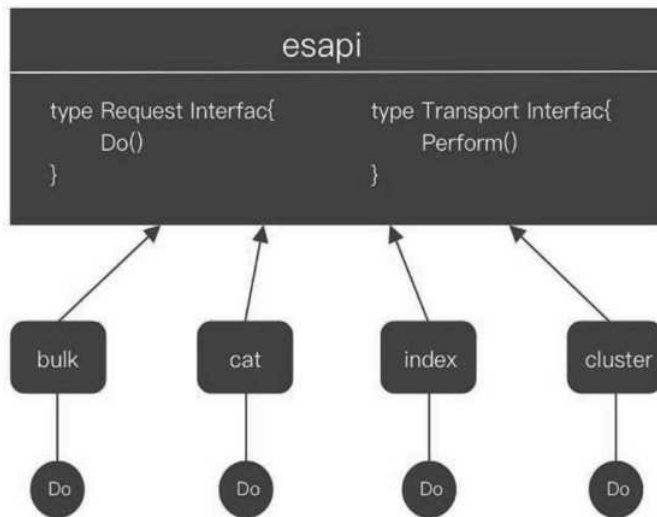 esapi
type Request Interfac{
Do()
}
type Transport Interfac{
Perform()
}
bulk
cat
index
cluster
Do
Do
Do
Do